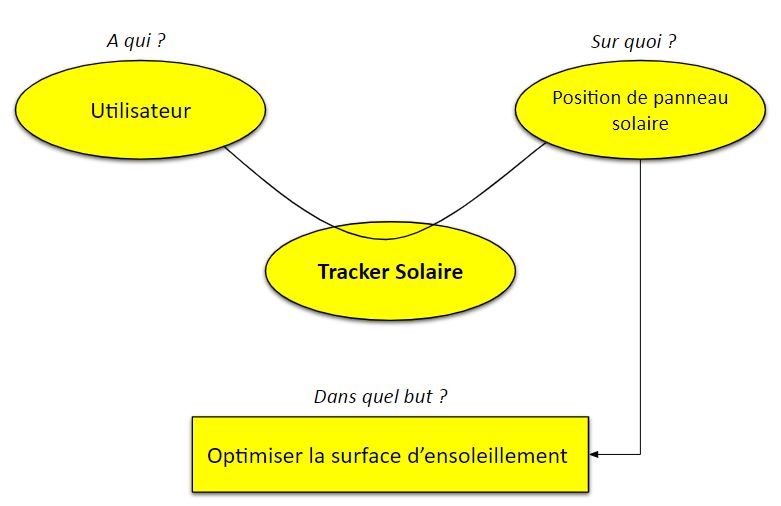 A qui ?
Sur quoi ?
Utilisateur
Position de panneau
solaire
Tracker Solaire
Dans quel but ?
Optimiser la surface d’ensoleillement